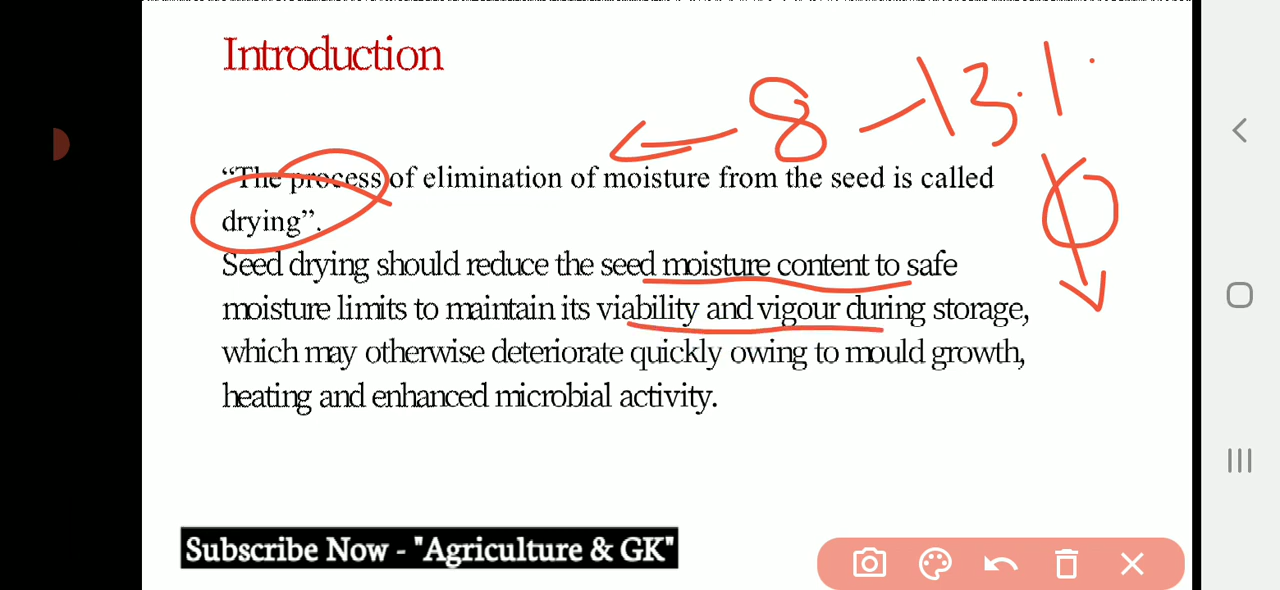 Introduction
8 - 13.1.
“The process of elimination of moisture from the seed is called
drying”.
Seed drying should reduce the seed moisture content to safe
moisture limits to maintain its viability and vigour during storage,
which may otherwise deteriorate quickly owing to mould growth,
heating and enhanced microbial activity.
Subscribe Now - "Agriculture & GK"